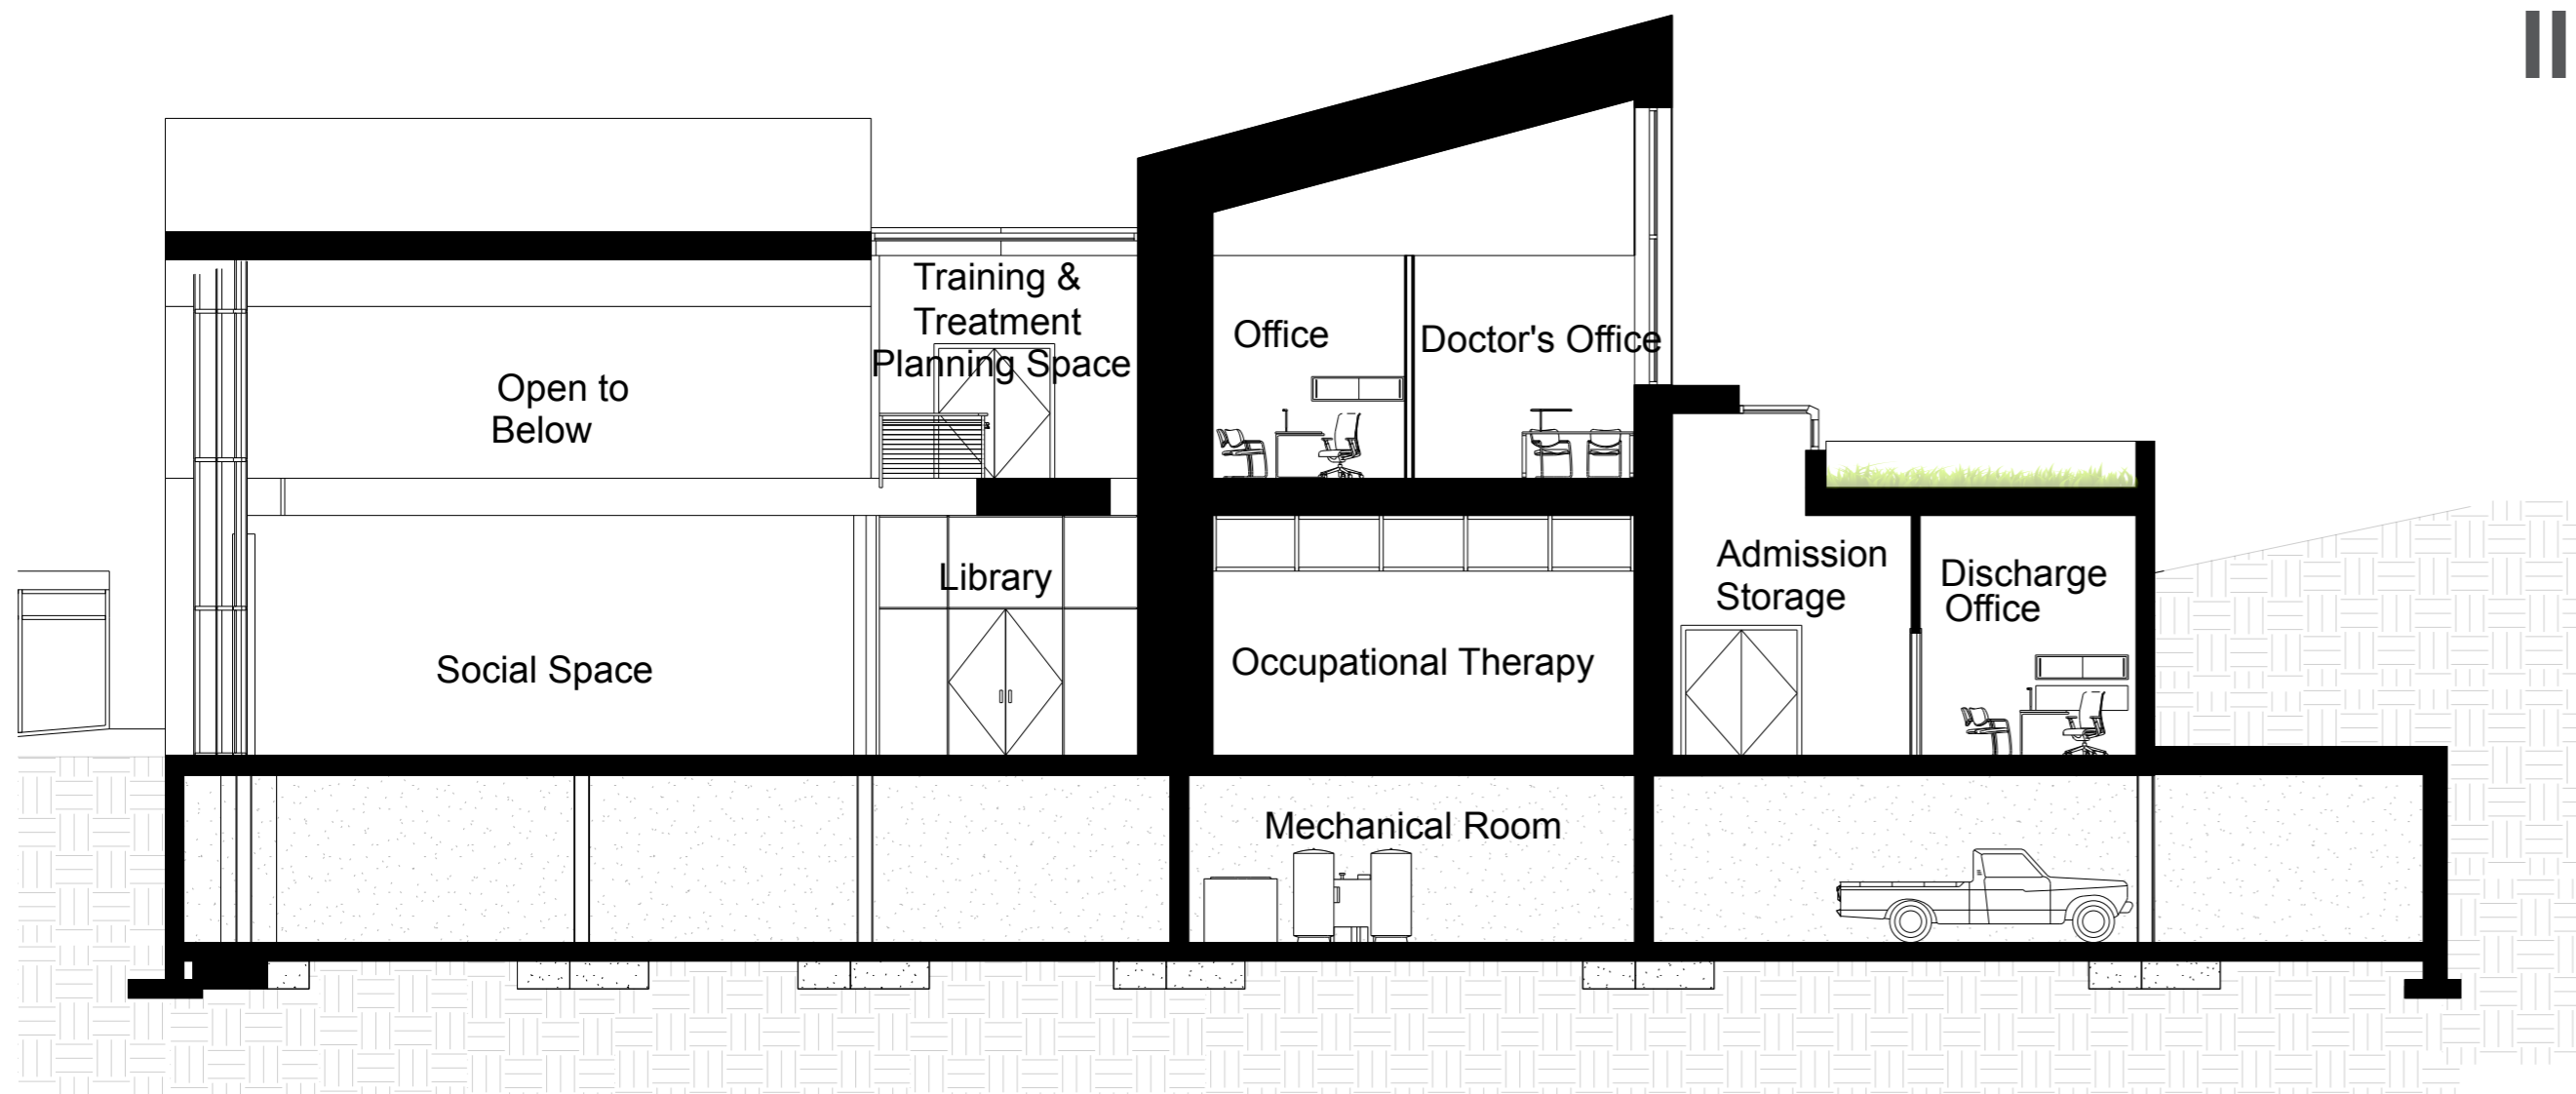 II
Training &
Treatment
Planning Space
Office
Doctor's Office
Open to
Below
Library
Admission
Storage
Discharge
Office
Social Space
Occupational Therapy
Mechanical Room